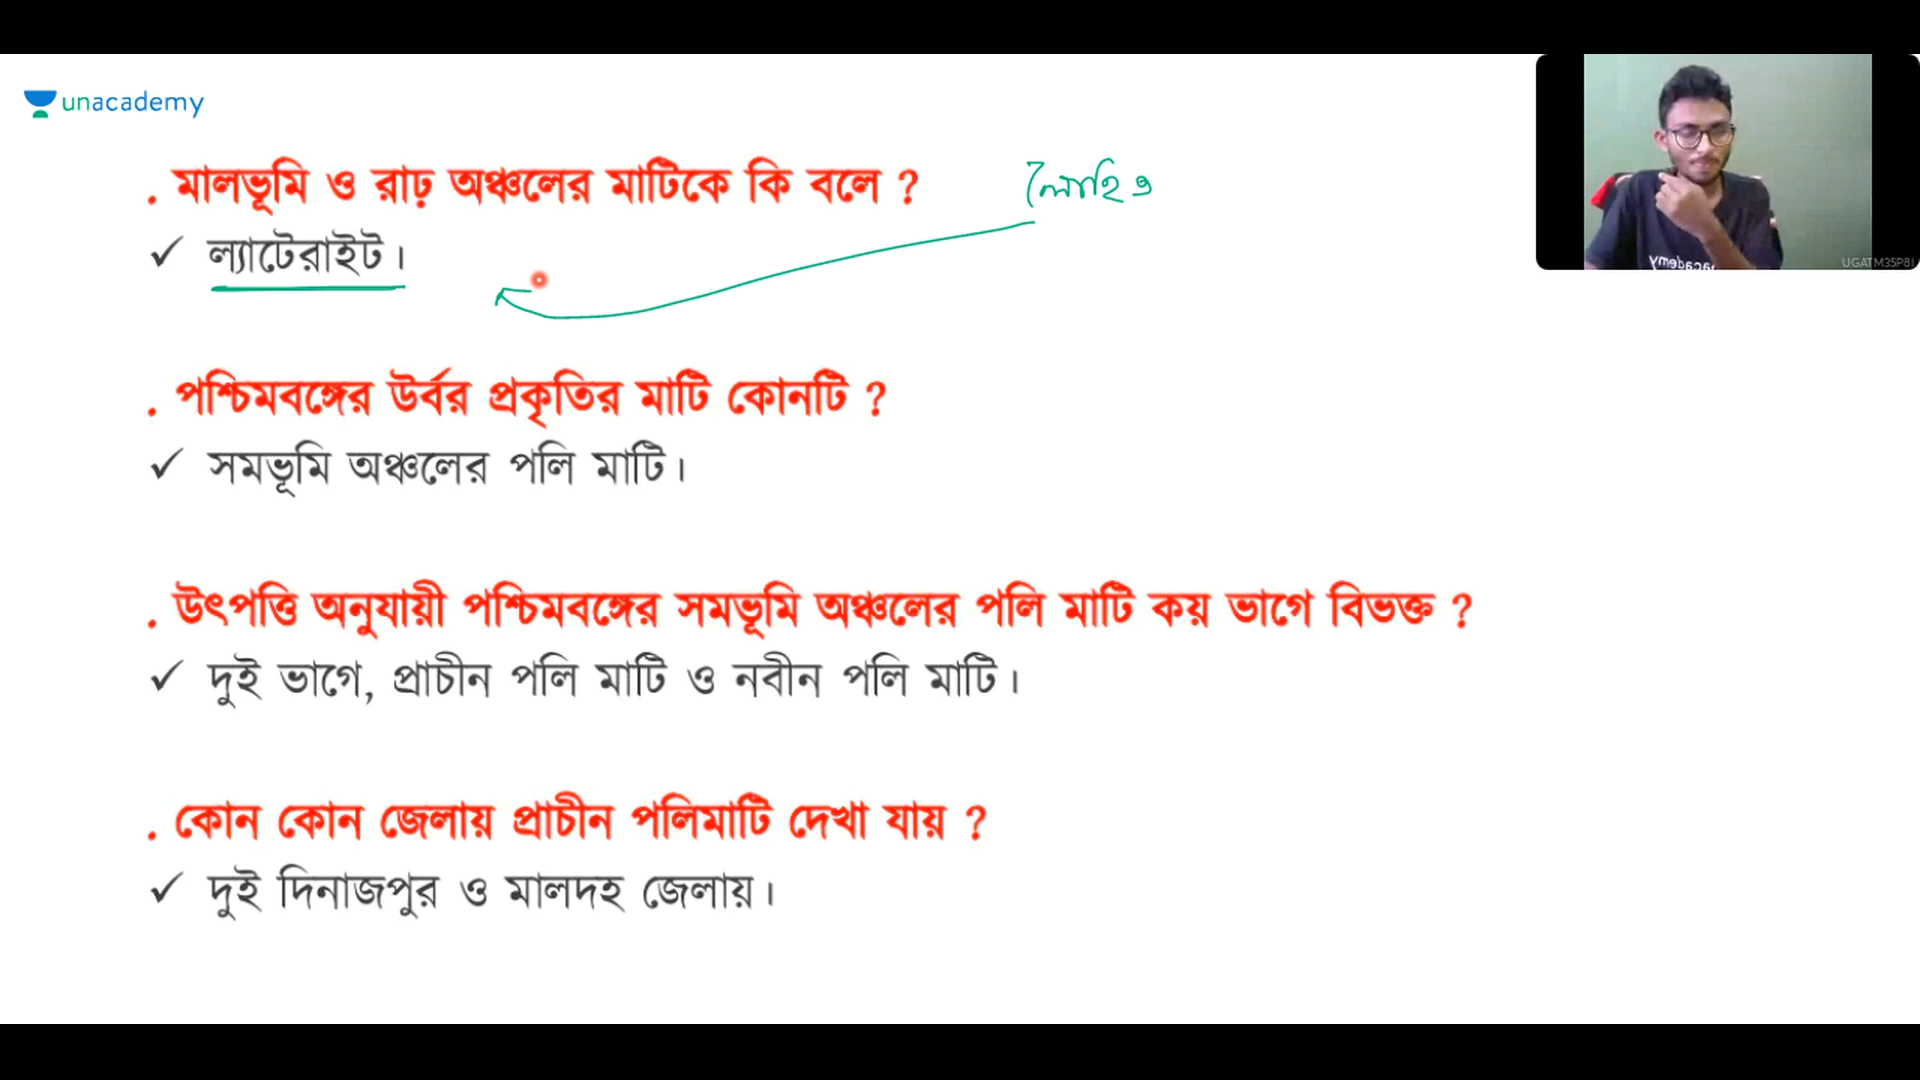 unacademy
. মালভূমি ও রাঢ় অঞ্চলের মাটিকে কি বলে ?
✓ ল্যাটেরাইট।
. পশ্চিমবঙ্গের উর্বর প্রকৃতির মাটি কোনটি ?
✓ সমভূমি অঞ্চলের পলি মাটি।
. উৎপত্তি অনুযায়ী পশ্চিমবঙ্গের সমভূমি অঞ্চলের পলি মাটি কয় ভাগে বিভক্ত ?
✓ দুই ভাগে, প্রাচীন পলি মাটি ও নবীন পলি মাটি।
. কোন কোন জেলায় প্রাচীন পলিমাটি দেখা যায় ?
✓ দুই দিনাজপুর ও মালদহ জেলায়।